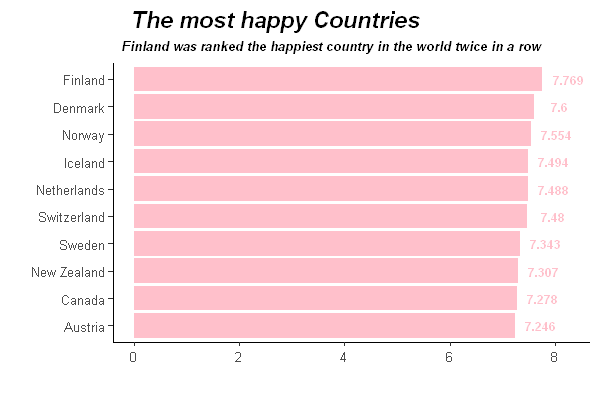 The most happy Countries
Finland was ranked the happiest country in the world twice in a row
Finland 7.769
Denmark 7.6
Norway 7.554
Iceland 7.494
Netherlands 7.488
Switzerland 7.48
Sweden 7.343
New Zealand 7.307
Canada 7.278
Austria 7.246
0 2 4 6 8